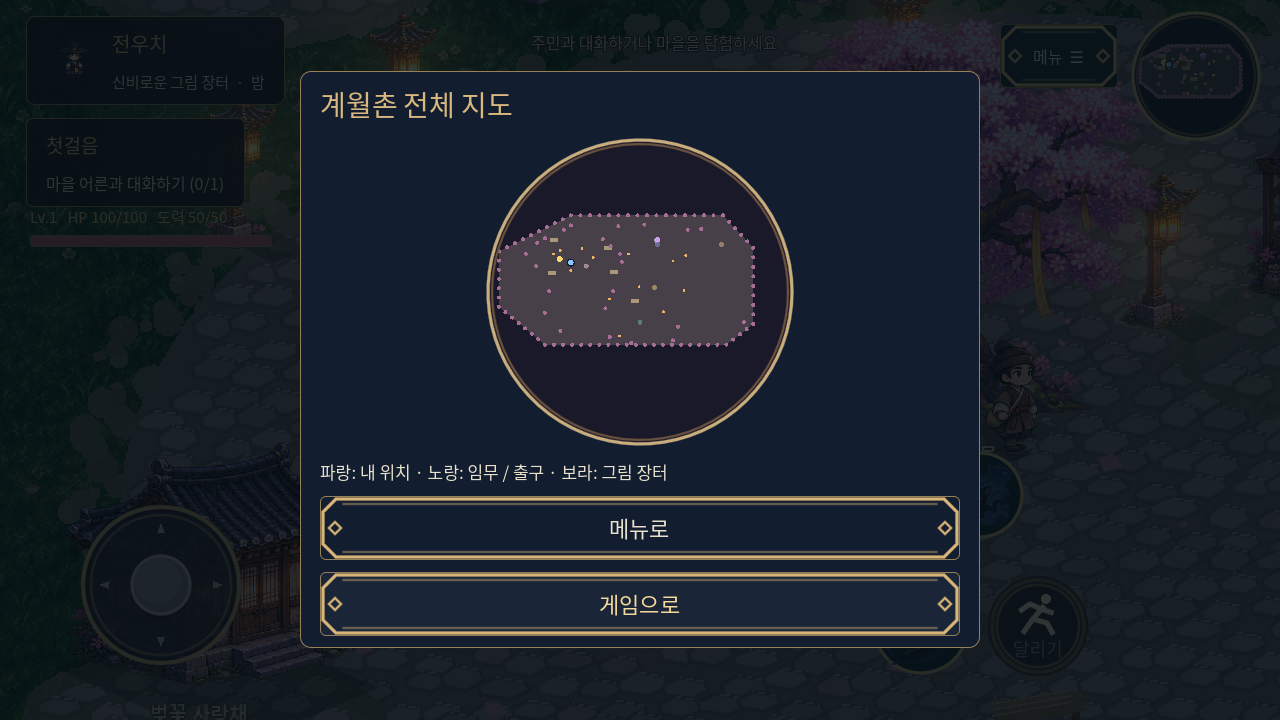 전우치
신비로운 그림 장터 · 밤
주민과 대화하거나 마을을 탐험하세요
메뉴 ☰
첫걸음
마을 어른과 대화하기 (0/1)
Lv.1 HP 100/100 도력 50/50
계월촌 전체 지도
파랑: 내 위치 · 노랑: 임무 / 출구 · 보라: 그림 장터
메뉴로
게임으로
달리기
벚꽃 사랑채